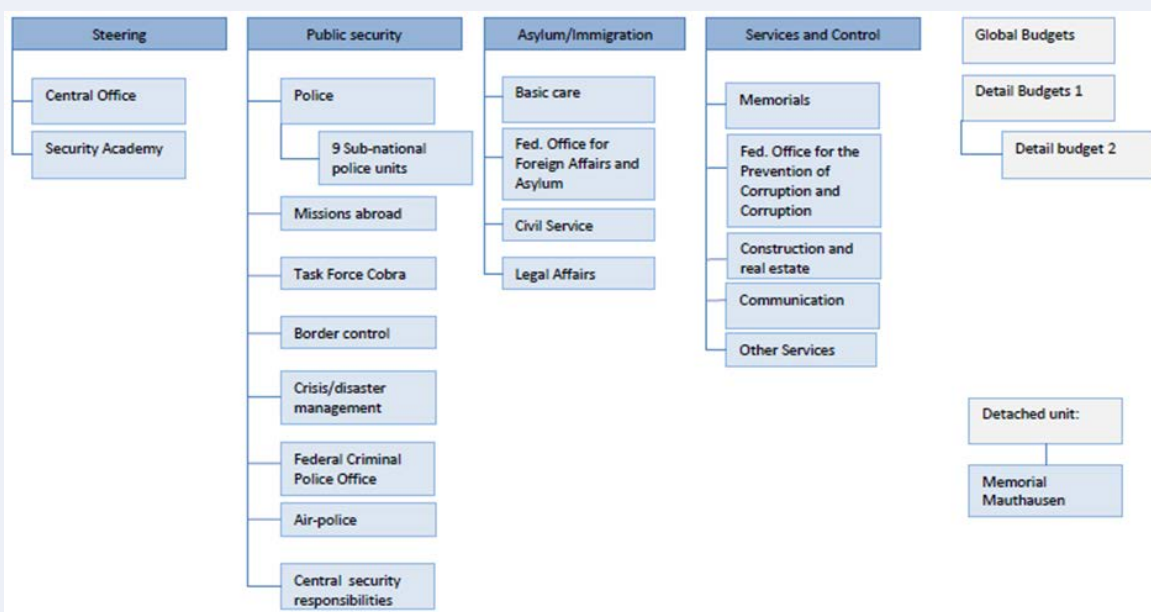 Steering
Central Office
Security Academy
Public security
Police
9 Sub-national
police units
Missions abroad
Task Force Cobra
Border control
Crisis/disaster
management
Federal Criminal
Police Office
Air-police
Central security
responsibilities
Asylum/Immigration
Basic care
Fed. Office for
Foreign Affairs and
Asylum
Civil Service
Legal Affairs
Services and Control
Memorials
Fed. Office for the
Prevention of
Corruption and
Corruption
Construction and
real estate
Communication
Other Services
Global Budgets
Detail Budgets 1
Detail budget 2
Detached unit:
Memorial
Mauthausen